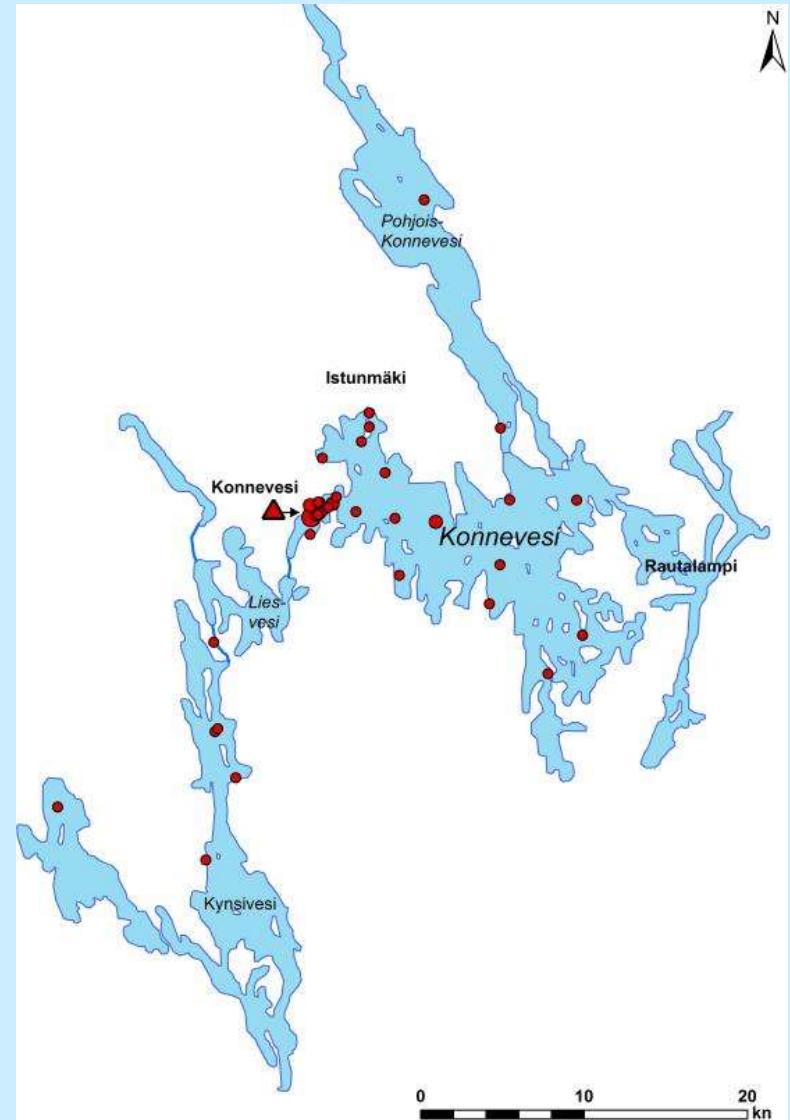 N
Pohjois-
Konnevesi
Istunmäki
Konnevesi
Konnevesi
Rautalampi
Lies-
vesi
Kynsivesi
0 10 20
kn